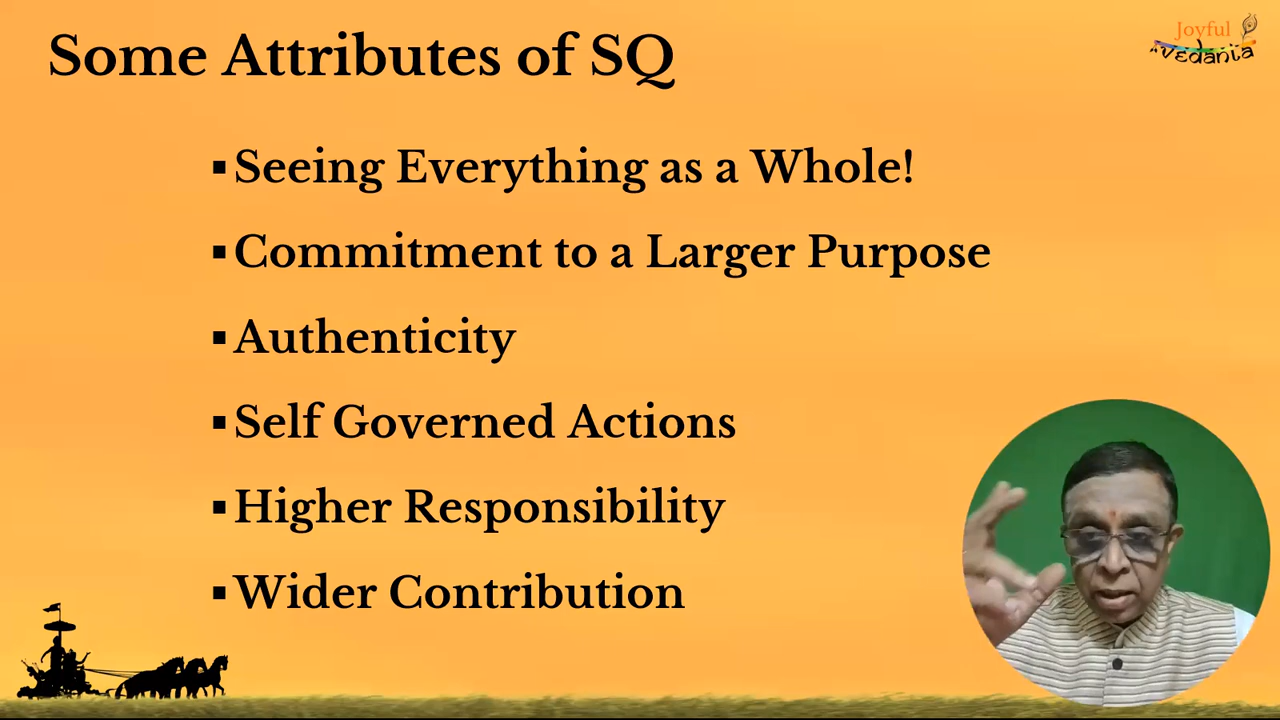 Some Attributes of SQ
Joyful
Vedanta
▪Seeing Everything as a Whole!
▪Commitment to a Larger Purpose
▪Authenticity
▪Self Governed Actions
▪Higher Responsibility
▪Wider Contribution